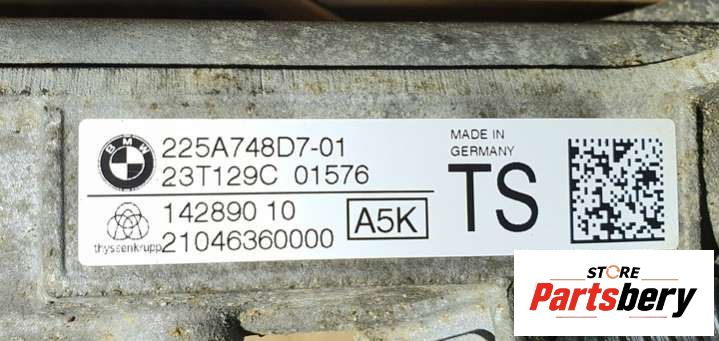 BMW
225A748D7-01
23T129C 01576
MADE IN
GERMANY
TS
thyssenkrupp
142890 10
21046360000
A5K
STORE
Partsbery